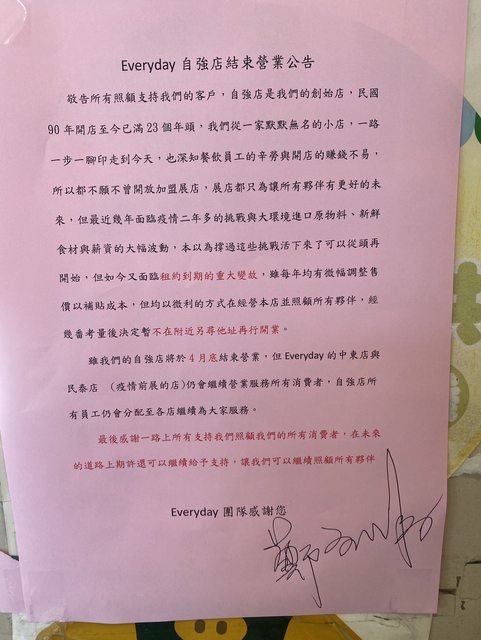 Everyday 自強店結束營業公告
敬告所有照顧支持我們的客戶，自強店是我們的創始店，民國
90 年開店至今已滿 23 個年頭，我們從一家默默無名的小店，一路
一步一腳印走到今天，也深知餐飲員工的辛勞與開店的賺錢不易，
所以都不願不曾開放加盟展店，展店都只為讓所有夥伴有更好的未
來，但最近幾年面臨疫情二年多的挑戰與大環境進口原物料、新鮮
食材與薪資的大幅波動，本以為撐過這些挑戰活下來了可以從頭再
開始，但如今又面臨租約到期的重大變故，雖每年均有微幅調整售
價以補貼成本，但均以微利的方式在經營本店並照顧所有夥伴，經
幾番考量後決定暫不在附近另尋他址再行開業。
雖我們的自強店將於 4 月底結束營業，但 Everyday 的中東店與
民泰店 （疫情前展的店)仍會繼續營業服務所有消費者，自強店所
有員工仍會分配至各店繼續為大家服務。
最後感謝一路上所有支持我們照顧我們的所有消費者，在未來
的道路上期許還可以繼續給予支持，讓我們可以繼續照顧所有夥伴
Everyday 團隊感謝您